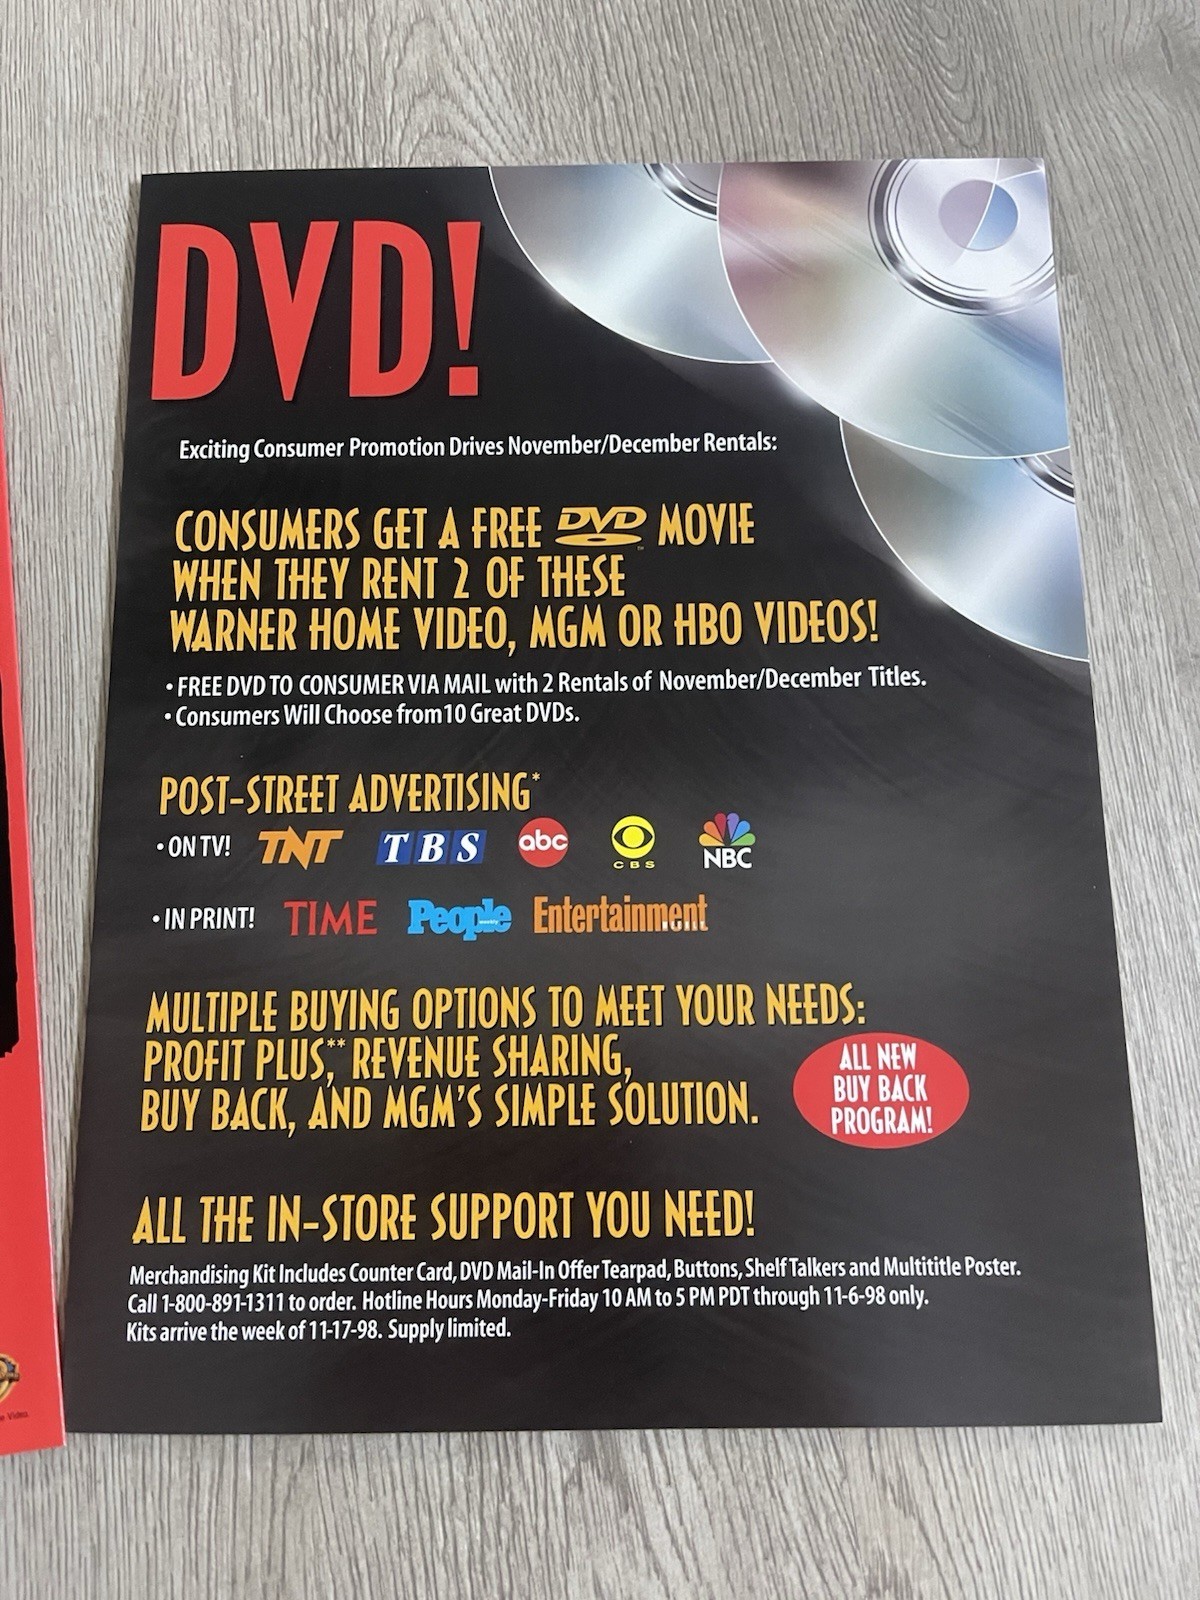 DVD!
Exciting Consumer Promotion Drives November/December Rentals:
CONSUMERS GET A FREE DVD MOVIE
WHEN THEY RENT 2 OF THESE
WARNER HOME VIDEO, MGM OR HBO VIDEOS!
• FREE DVD TO CONSUMER VIA MAIL with 2 Rentals of November/December Titles.
• Consumers Will Choose from 10 Great DVDs.
POST-STREET ADVERTISING*
• ON TV! TNT TBS abc CBS NBC
• IN PRINT! TIME People weekly Entertainment
MULTIPLE BUYING OPTIONS TO MEET YOUR NEEDS:
PROFIT PLUS,** REVENUE SHARING,
BUY BACK, AND MGM'S SIMPLE SOLUTION.
ALL NEW
BUY BACK
PROGRAM!
ALL THE IN-STORE SUPPORT YOU NEED!
Merchandising Kit Includes Counter Card, DVD Mail-In Offer Tearpad, Buttons, Shelf Talkers and Multititle Poster.
Call 1-800-891-1311 to order. Hotline Hours Monday-Friday 10 AM to 5 PM PDT through 11-6-98 only.
Kits arrive the week of 11-17-98. Supply limited.
Video